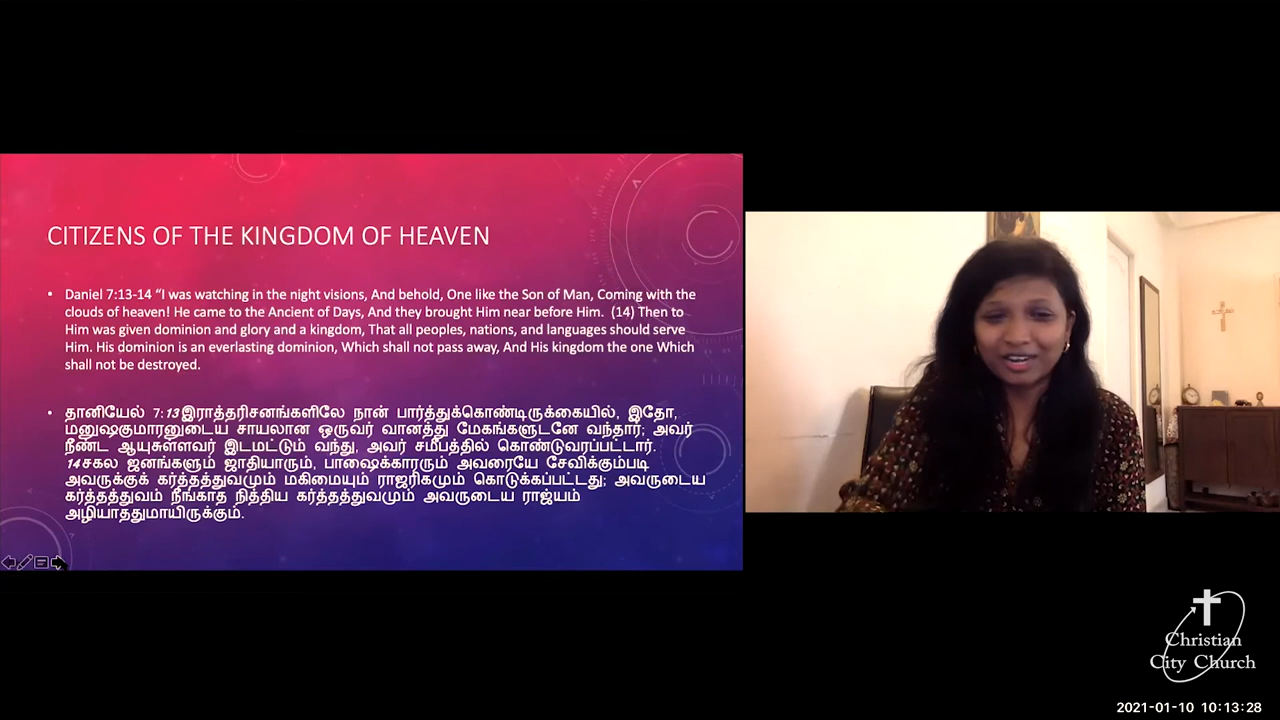 CITIZENS OF THE KINGDOM OF HEAVEN
• Daniel 7:13-14 “I was watching in the night visions, And behold, One like the Son of Man, Coming with the
clouds of heaven! He came to the Ancient of Days, And they brought Him near before Him. (14) Then to
Him was given dominion and glory and a kingdom, That all peoples, nations, and languages should serve
Him. His dominion is an everlasting dominion, Which shall not pass away, And His kingdom the one Which
shall not be destroyed.
• தானியேல் 7:13இராத்தரிசனங்களிலே நான் பார்த்துக்கொண்டிருக்கையில், இதோ,
மனுஷகுமாரனுடைய சாயலான ஒருவர் வானத்து மேகங்களுடனே வந்தார்; அவர்
நீண்ட ஆயுசுள்ளவர் இடமட்டும் வந்து, அவர் சமீபத்தில் கொண்டுவரப்பட்டார்.
14சகல ஜனங்களும் ஜாதியாரும், பாஷைக்காரரும் அவரையே சேவிக்கும்படி
அவருக்குக் கர்த்தத்துவமும் மகிமையும் ராஜரிகமும் கொடுக்கப்பட்டது; அவருடைய
கர்த்தத்துவம் நீங்காத நித்திய கர்த்தத்துவமும் அவருடைய ராஜ்யம்
அழியாததுமாயிருக்கும்.
Christian
City Church
2021-01-10 10:13:28